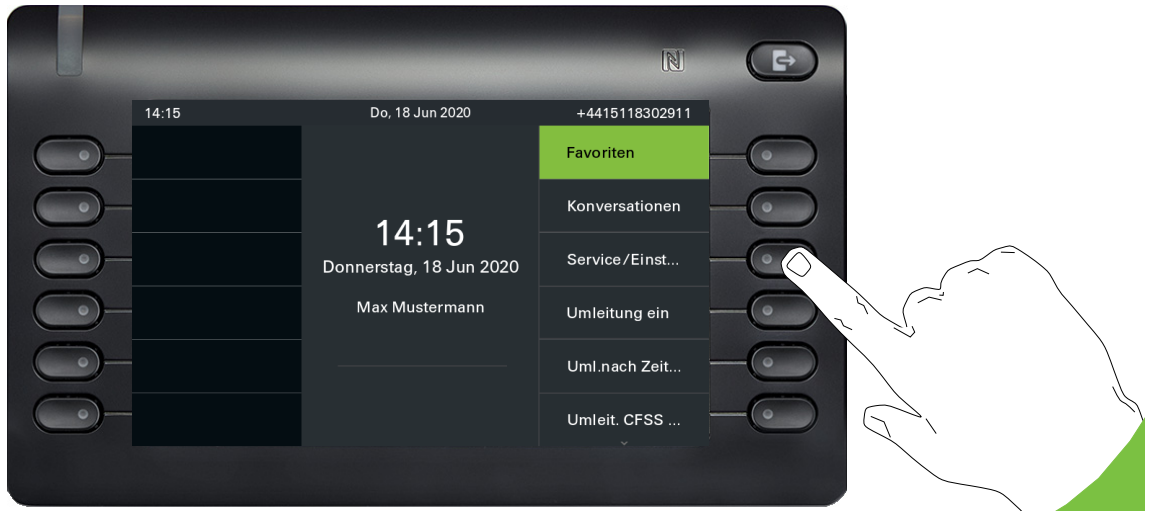 14:15
Do, 18 Jun 2020
+4415118302911
Favoriten
Konversationen
14:15
Service/Einst...
Donnerstag, 18 Jun 2020
Max Mustermann
Umleitung ein
Uml.nach Zeit...
Umleit. CFSS ...